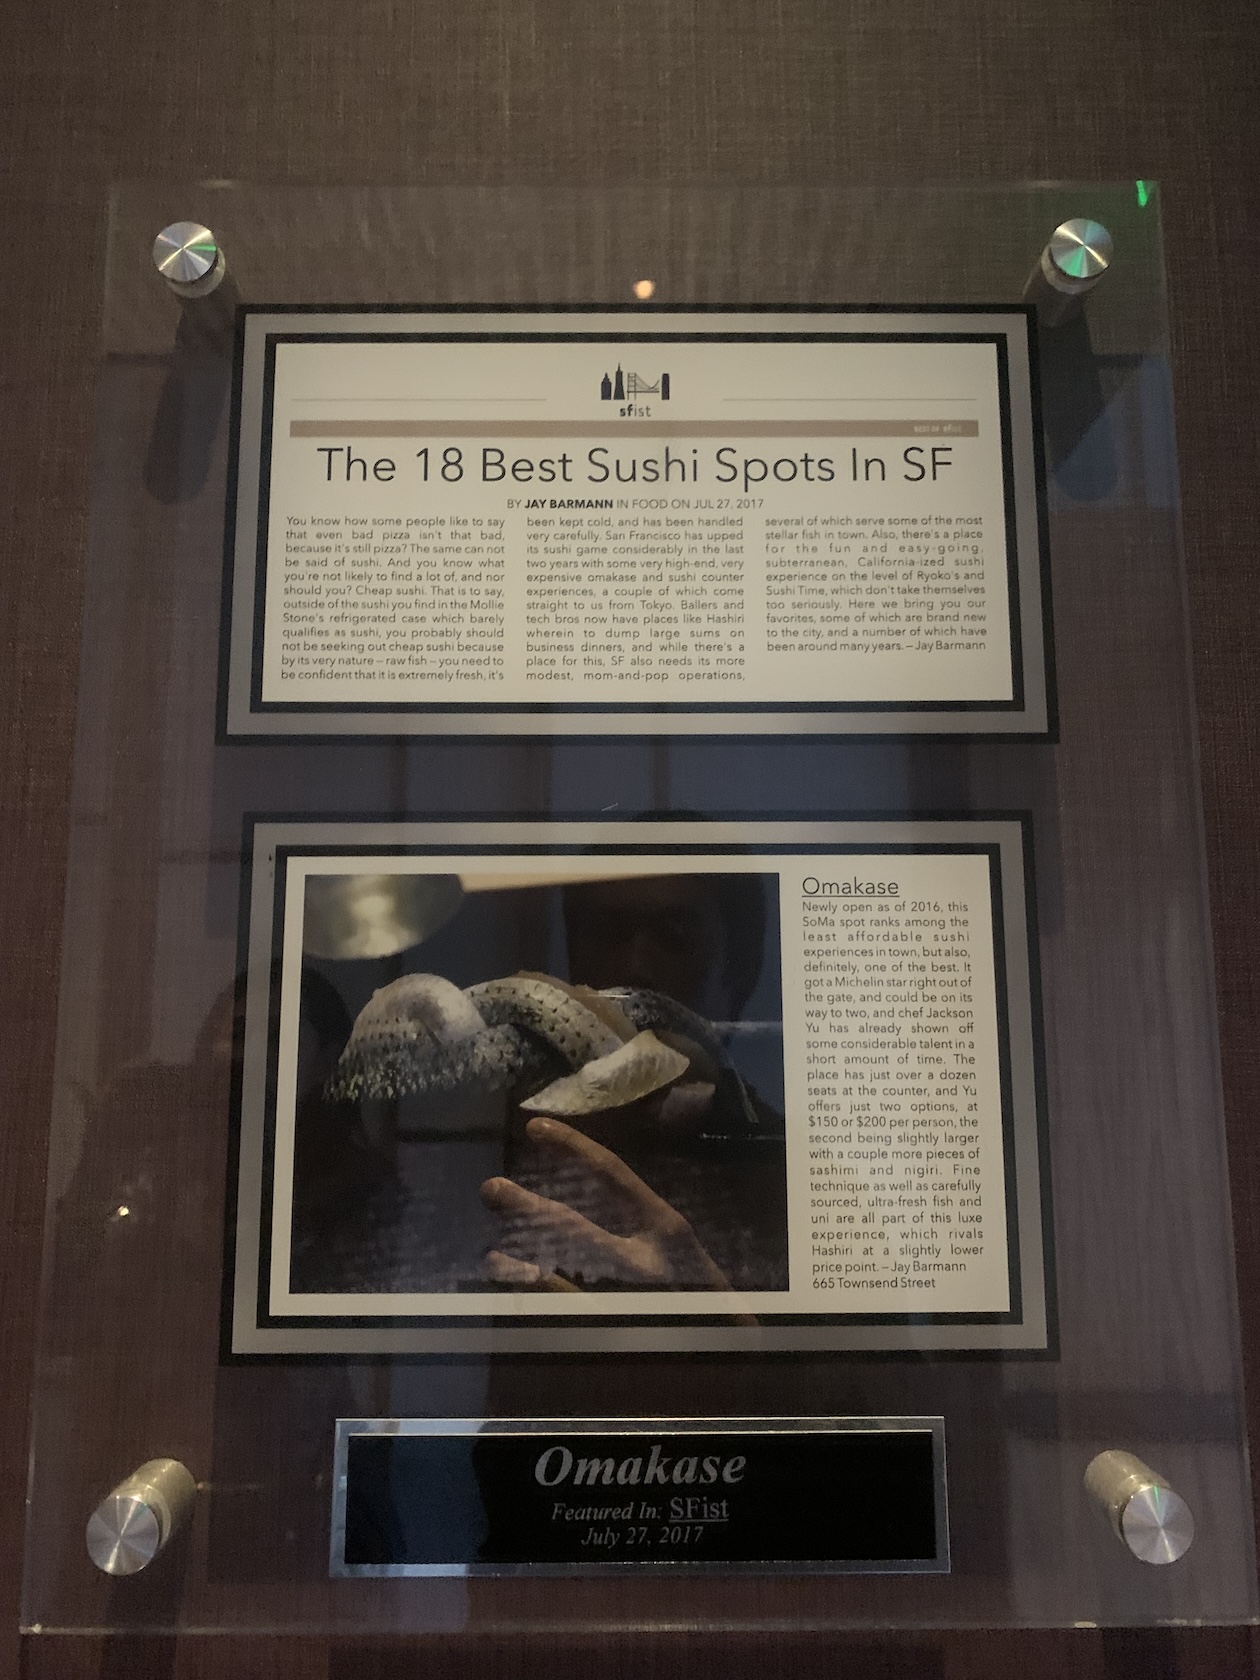 sfist
BEST OF sfist
The 18 Best Sushi Spots In SF
BY JAY BARMANN IN FOOD ON JUL 27, 2017
You know how some people like to say
that even bad pizza isn't that bad,
because it's still pizza? The same can not
be said of sushi. And you know what
you're not likely to find a lot of, and nor
should you? Cheap sushi. That is to say,
outside of the sushi you find in the Mollie
Stone's refrigerated case which barely
qualifies as sushi, you probably should
not be seeking out cheap sushi because
by its very nature — raw fish — you need to
be confident that it is extremely fresh, it's
been kept cold, and has been handled
very carefully. San Francisco has upped
its sushi game considerably in the last
two years with some very high-end, very
expensive omakase and sushi counter
experiences, a couple of which come
straight to us from Tokyo. Ballers and
tech bros now have places like Hashiri
wherein to dump large sums on
business dinners, and while there's a
place for this, SF also needs its more
modest, mom-and-pop operations,
several of which serve some of the most
stellar fish in town. Also, there's a place
for the fun and easy-going,
subterranean, California-ized sushi
experience on the level of Ryoko's and
Sushi Time, which don't take themselves
too seriously. Here we bring you our
favorites, some of which are brand new
to the city, and a number of which have
been around many years. — Jay Barmann
Omakase
Newly open as of 2016, this
SoMa spot ranks among the
least affordable sushi
experiences in town, but also,
definitely, one of the best. It
got a Michelin star right out of
the gate, and could be on its
way to two, and chef Jackson
Yu has already shown off
some considerable talent in a
short amount of time. The
place has just over a dozen
seats at the counter, and Yu
offers just two options, at
$150 or $200 per person, the
second being slightly larger
with a couple more pieces of
sashimi and nigiri. Fine
technique as well as carefully
sourced, ultra-fresh fish and
uni are all part of this luxe
experience, which rivals
Hashiri at a slightly lower
price point. — Jay Barmann
665 Townsend Street
Omakase
Featured In: SFist
July 27, 2017